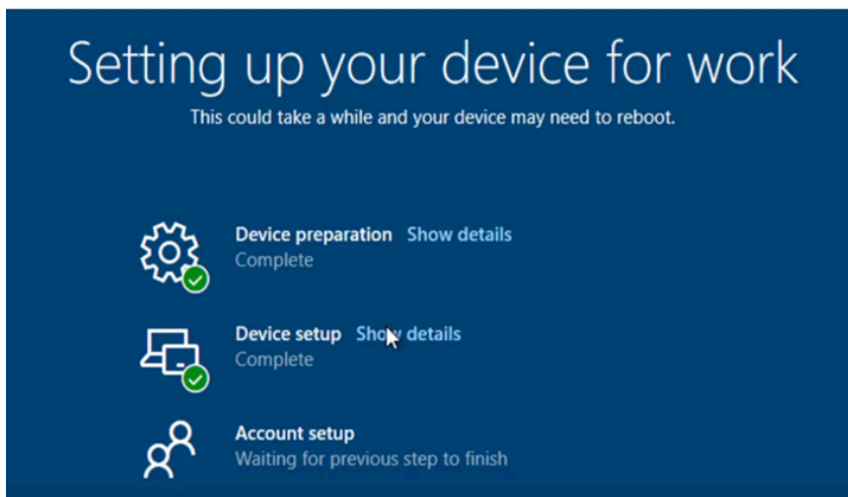 Setting up your device for work
This could take a while and your device may need to reboot.
Device preparation Show details
Complete
Device setup Show details
Complete
Account setup
Waiting for previous step to finish